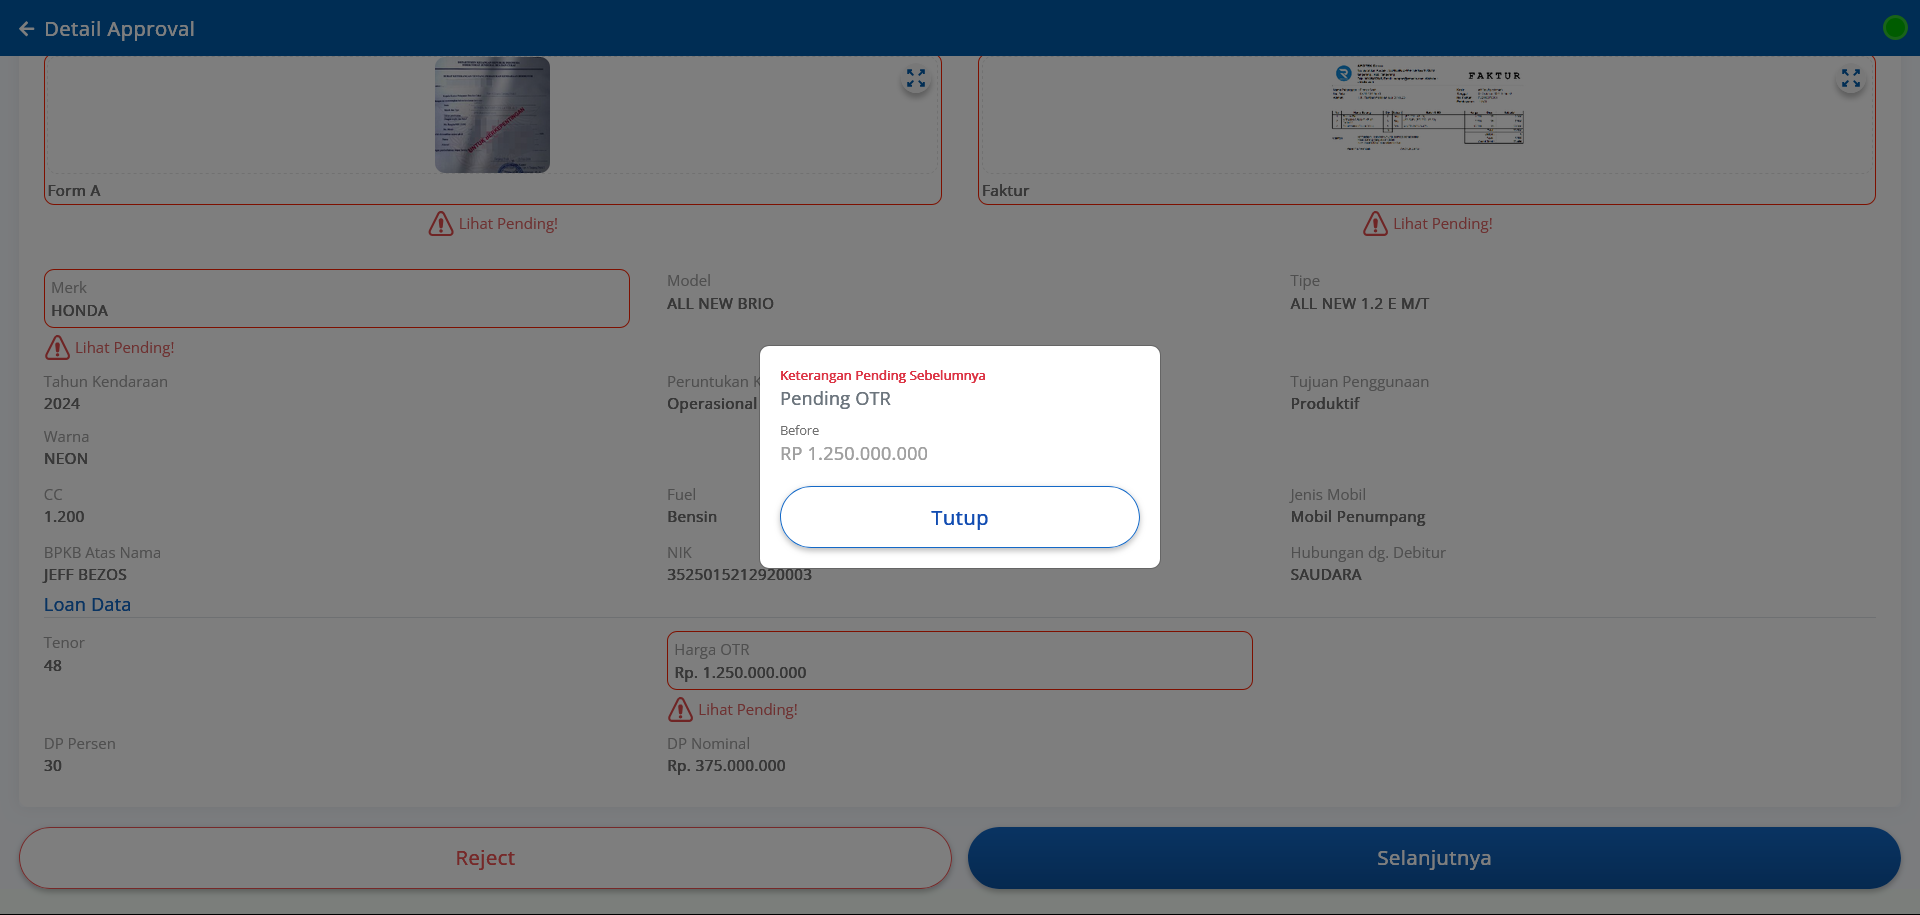 Detail Approval
UNTUK BERKEPENTINGAN
FAKTUR
Form A
Faktur
Lihat Pending!
Lihat Pending!
Merk
HONDA
Model
ALL NEW BRIO
Tipe
ALL NEW 1.2 E M/T
Lihat Pending!
Tahun Kendaraan
2024
Peruntukan K
Operasional
Tujuan Penggunaan
Produktif
Warna
NEON
Keterangan Pending Sebelumnya
Pending OTR
Before
RP 1.250.000.000
Tutup
CC
1.200
Fuel
Bensin
Jenis Mobil
Mobil Penumpang
BPKB Atas Nama
JEFF BEZOS
NIK
3525015212920003
Hubungan dg. Debitur
SAUDARA
Loan Data
Tenor
48
Harga OTR
Rp. 1.250.000.000
Lihat Pending!
DP Persen
30
DP Nominal
Rp. 375.000.000
Reject
Selanjutnya